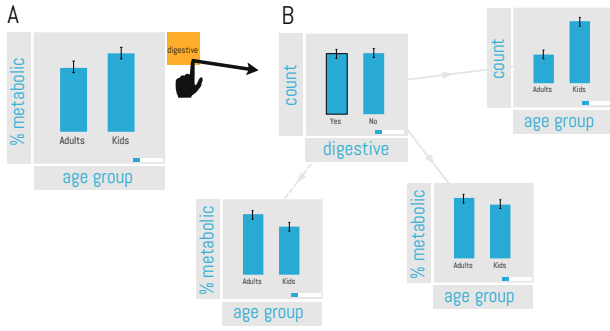 A
% metabolic
Adults
Kids
age group
digestive
B
count
Yes
No
digestive
count
Adults
Kids
age group
% metabolic
Adults
Kids
age group
% metabolic
Adults
Kids
age group